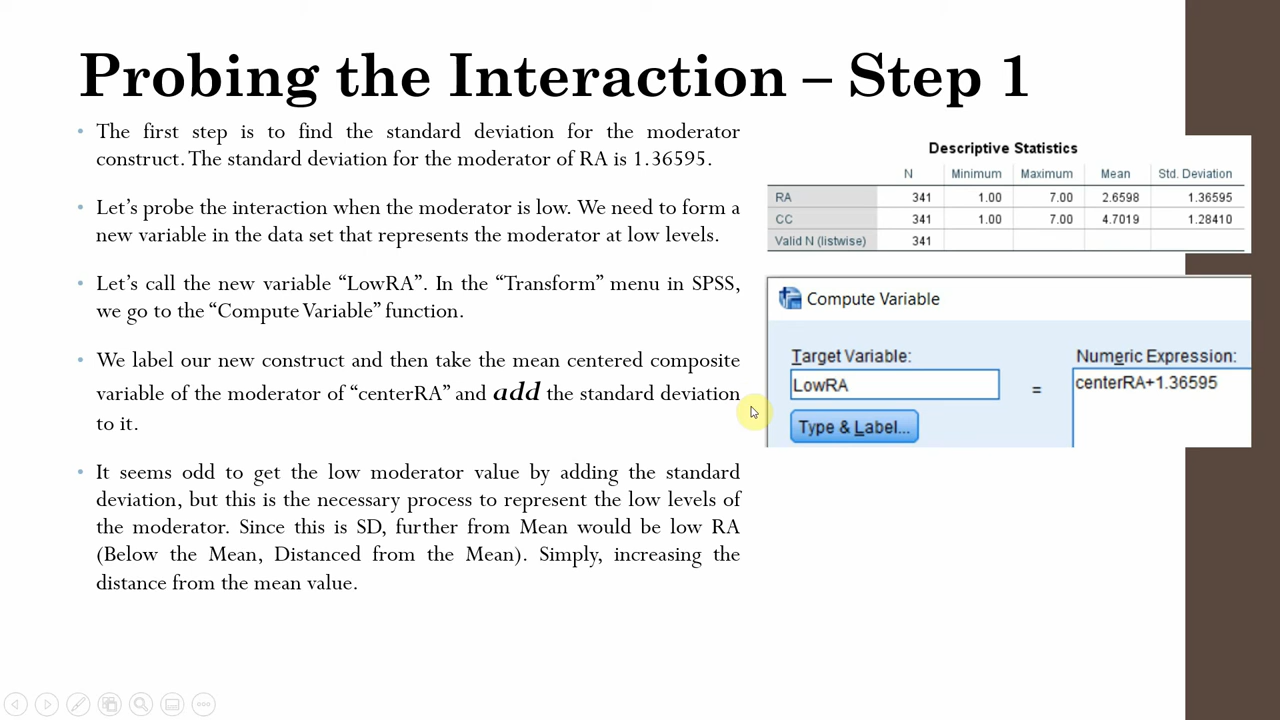 Probing the Interaction – Step 1
• The first step is to find the standard deviation for the moderator
construct. The standard deviation for the moderator of RA is 1.36595.
• Let’s probe the interaction when the moderator is low. We need to form a
new variable in the data set that represents the moderator at low levels.
• Let’s call the new variable “LowRA”. In the “Transform” menu in SPSS,
we go to the “Compute Variable” function.
• We label our new construct and then take the mean centered composite
variable of the moderator of “centerRA” and add the standard deviation
to it.
• It seems odd to get the low moderator value by adding the standard
deviation, but this is the necessary process to represent the low levels of
the moderator. Since this is SD, further from Mean would be low RA
(Below the Mean, Distanced from the Mean). Simply, increasing the
distance from the mean value.
Descriptive Statistics
N Minimum Maximum Mean Std. Deviation
RA 341 1.00 7.00 2.6598 1.36595
CC 341 1.00 7.00 4.7019 1.28410
Valid N (listwise) 341
Compute Variable
Target Variable: Numeric Expression:
LowRA = centerRA+1.36595
Type & Label...